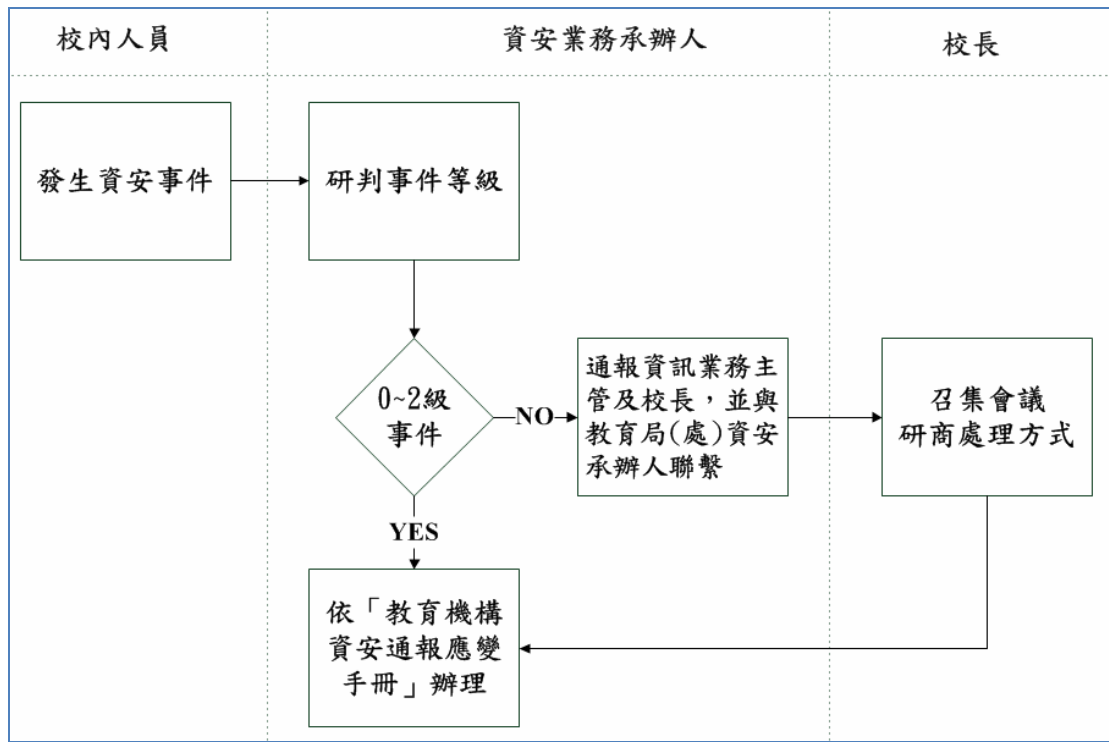 校內人員
資安業務承辦人
校長
發生資安事件
研判事件等級
0~2級
事件
NO
通報資訊業務主
管及校長，並與
教育局(處)資安
承辦人聯繫
召集會議
研商處理方式
YES
依「教育機構
資安通報應變
手冊」辦理